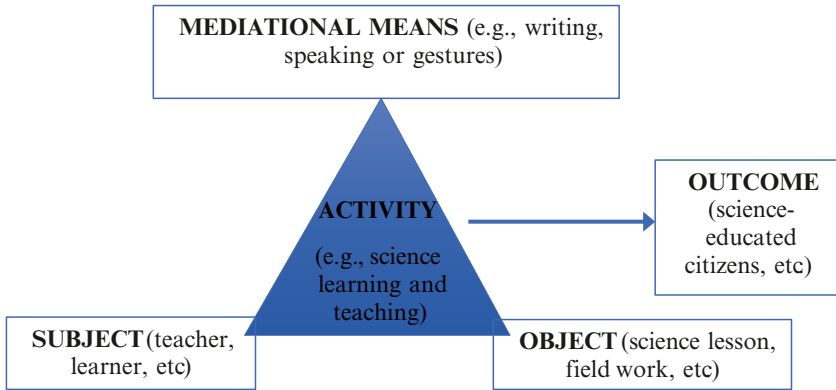 MEDIATIONAL MEANS (e.g., writing,
speaking or gestures)
ACTIVITY
(e.g., science
learning and
teaching)
OUTCOME
(science-
educated
citizens, etc)
SUBJECT (teacher,
learner, etc)
OBJECT (science lesson,
field work, etc)